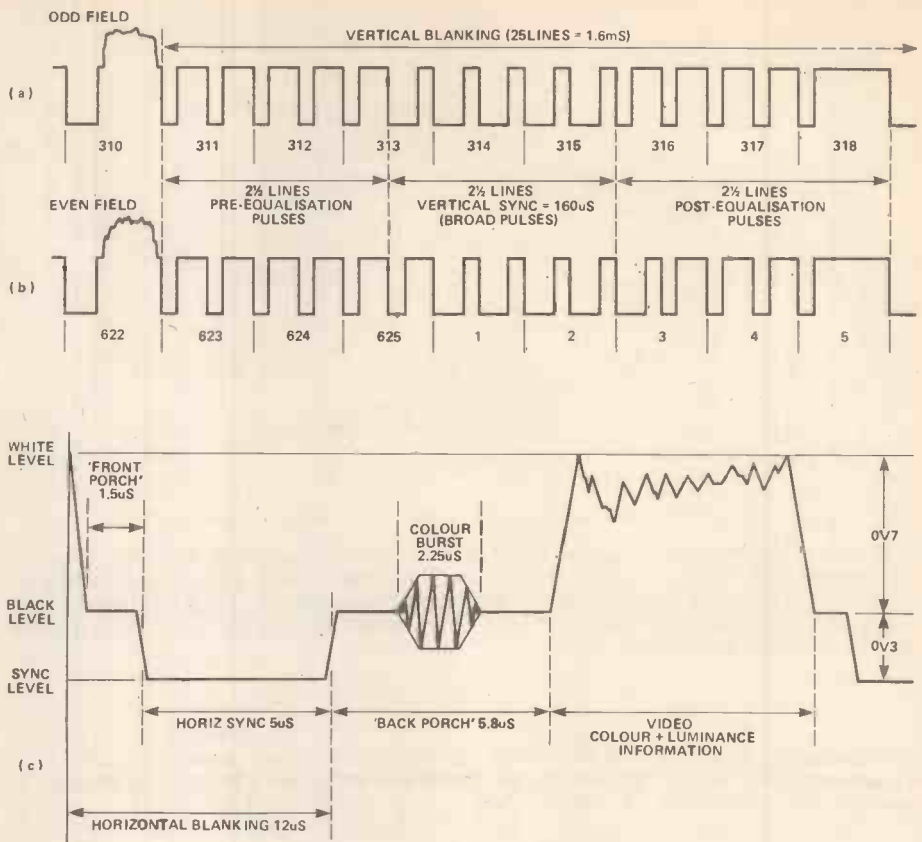 ODD FIELD
VERTICAL BLANKING (25LINES = 1.6mS)
(a)
310 311 312 313 314 315 316 317 318
2½ LINES
PRE-EQUALISATION
PULSES
2½ LINES
VERTICAL SYNC = 160uS
(BROAD PULSES)
2½ LINES
POST-EQUALISATION
PULSES
EVEN FIELD
(b)
622 623 624 625 1 2 3 4 5
WHITE
LEVEL
'FRONT
PORCH'
1.5uS
COLOUR
BURST
2.25uS
0V7
BLACK
LEVEL
0V3
SYNC
LEVEL
HORIZ SYNC 5uS
'BACK PORCH' 5.8uS
VIDEO
COLOUR + LUMINANCE
INFORMATION
(c)
HORIZONTAL BLANKING 12uS